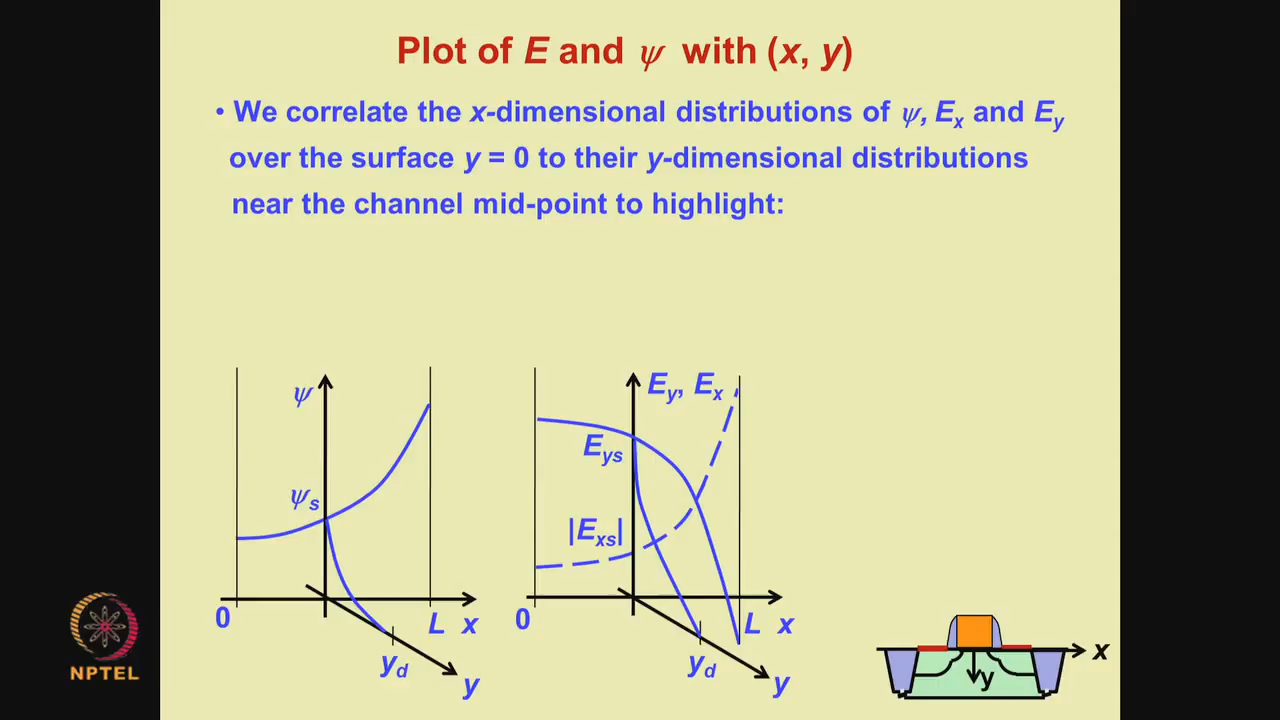 Plot of E and ψ with (x, y)
• We correlate the x-dimensional distributions of ψ, Ex and Ey
over the surface y = 0 to their y-dimensional distributions
near the channel mid-point to highlight:
ψ
ψs
0
L x
yd
y
Ey, Ex
Eys
|Exs|
0
L x
yd
y
x
y
NPTEL